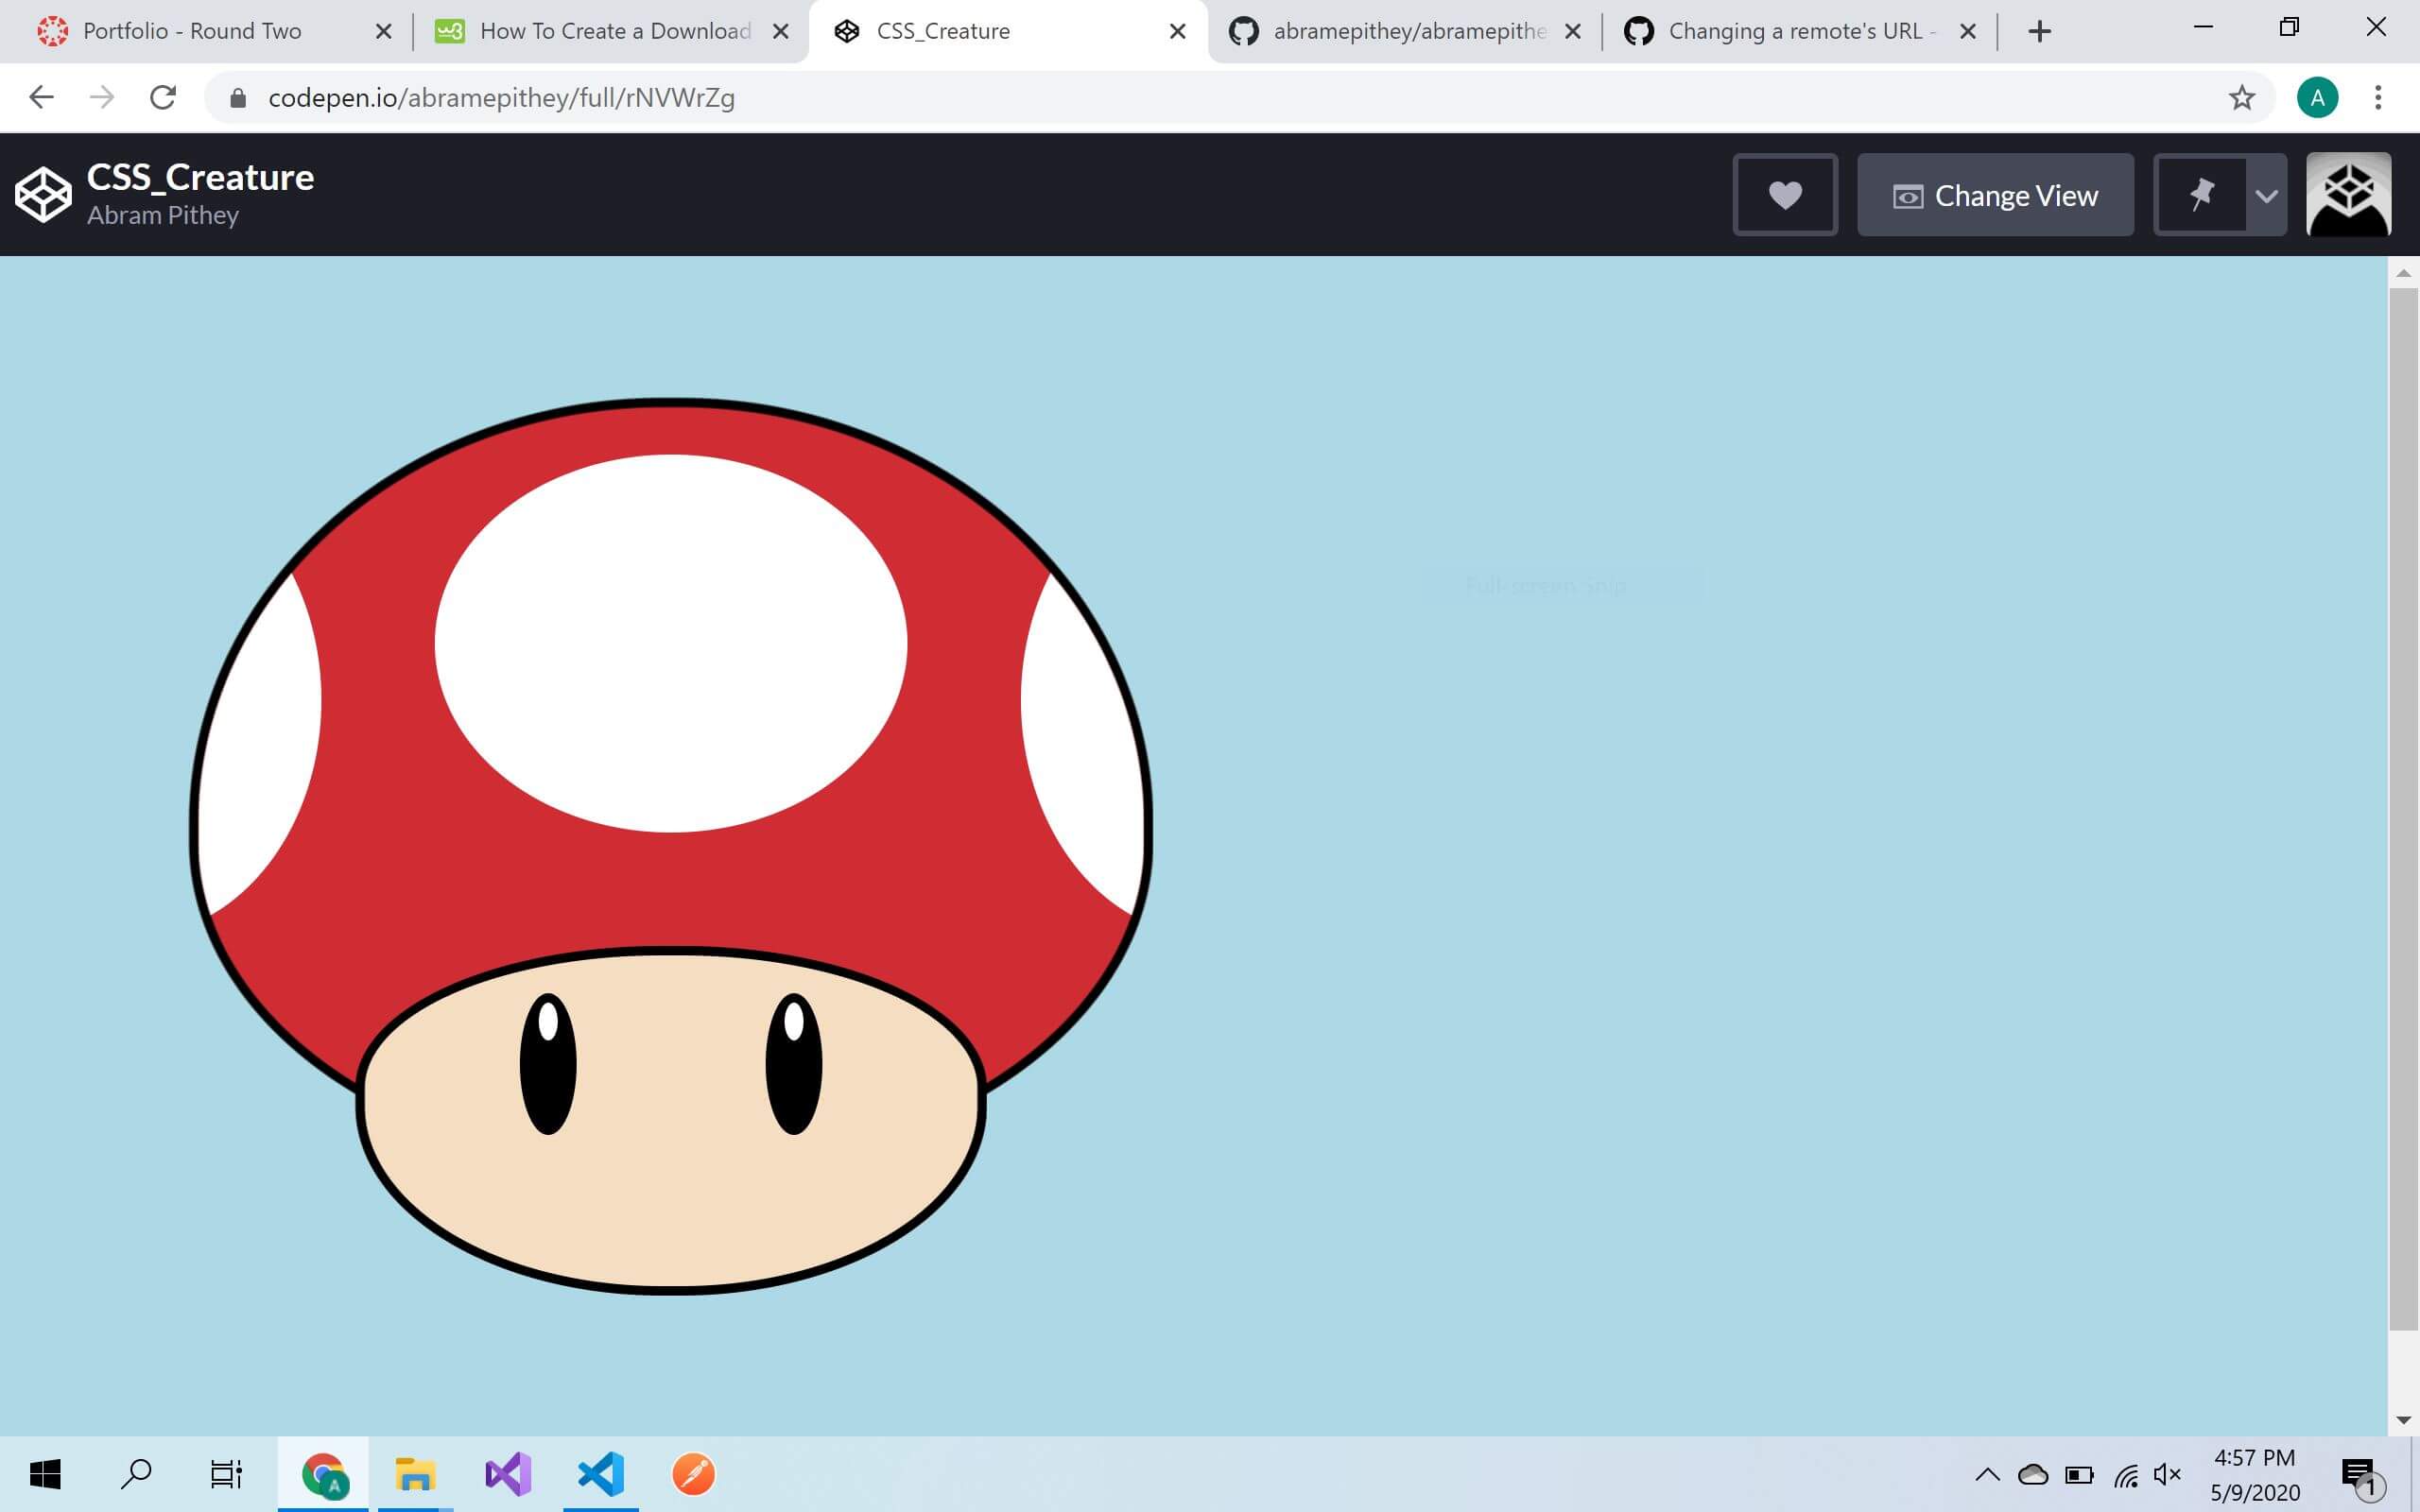 Portfolio - Round Two
How To Create a Download
CSS_Creature
abramepithey/abramepithe
Changing a remote's URL -
codepen.io/abramepithey/full/rNVWrZg
A
CSS_Creature
Abram Pithey
Change View
Full-screen Snip
A
4:57 PM
5/9/2020
1